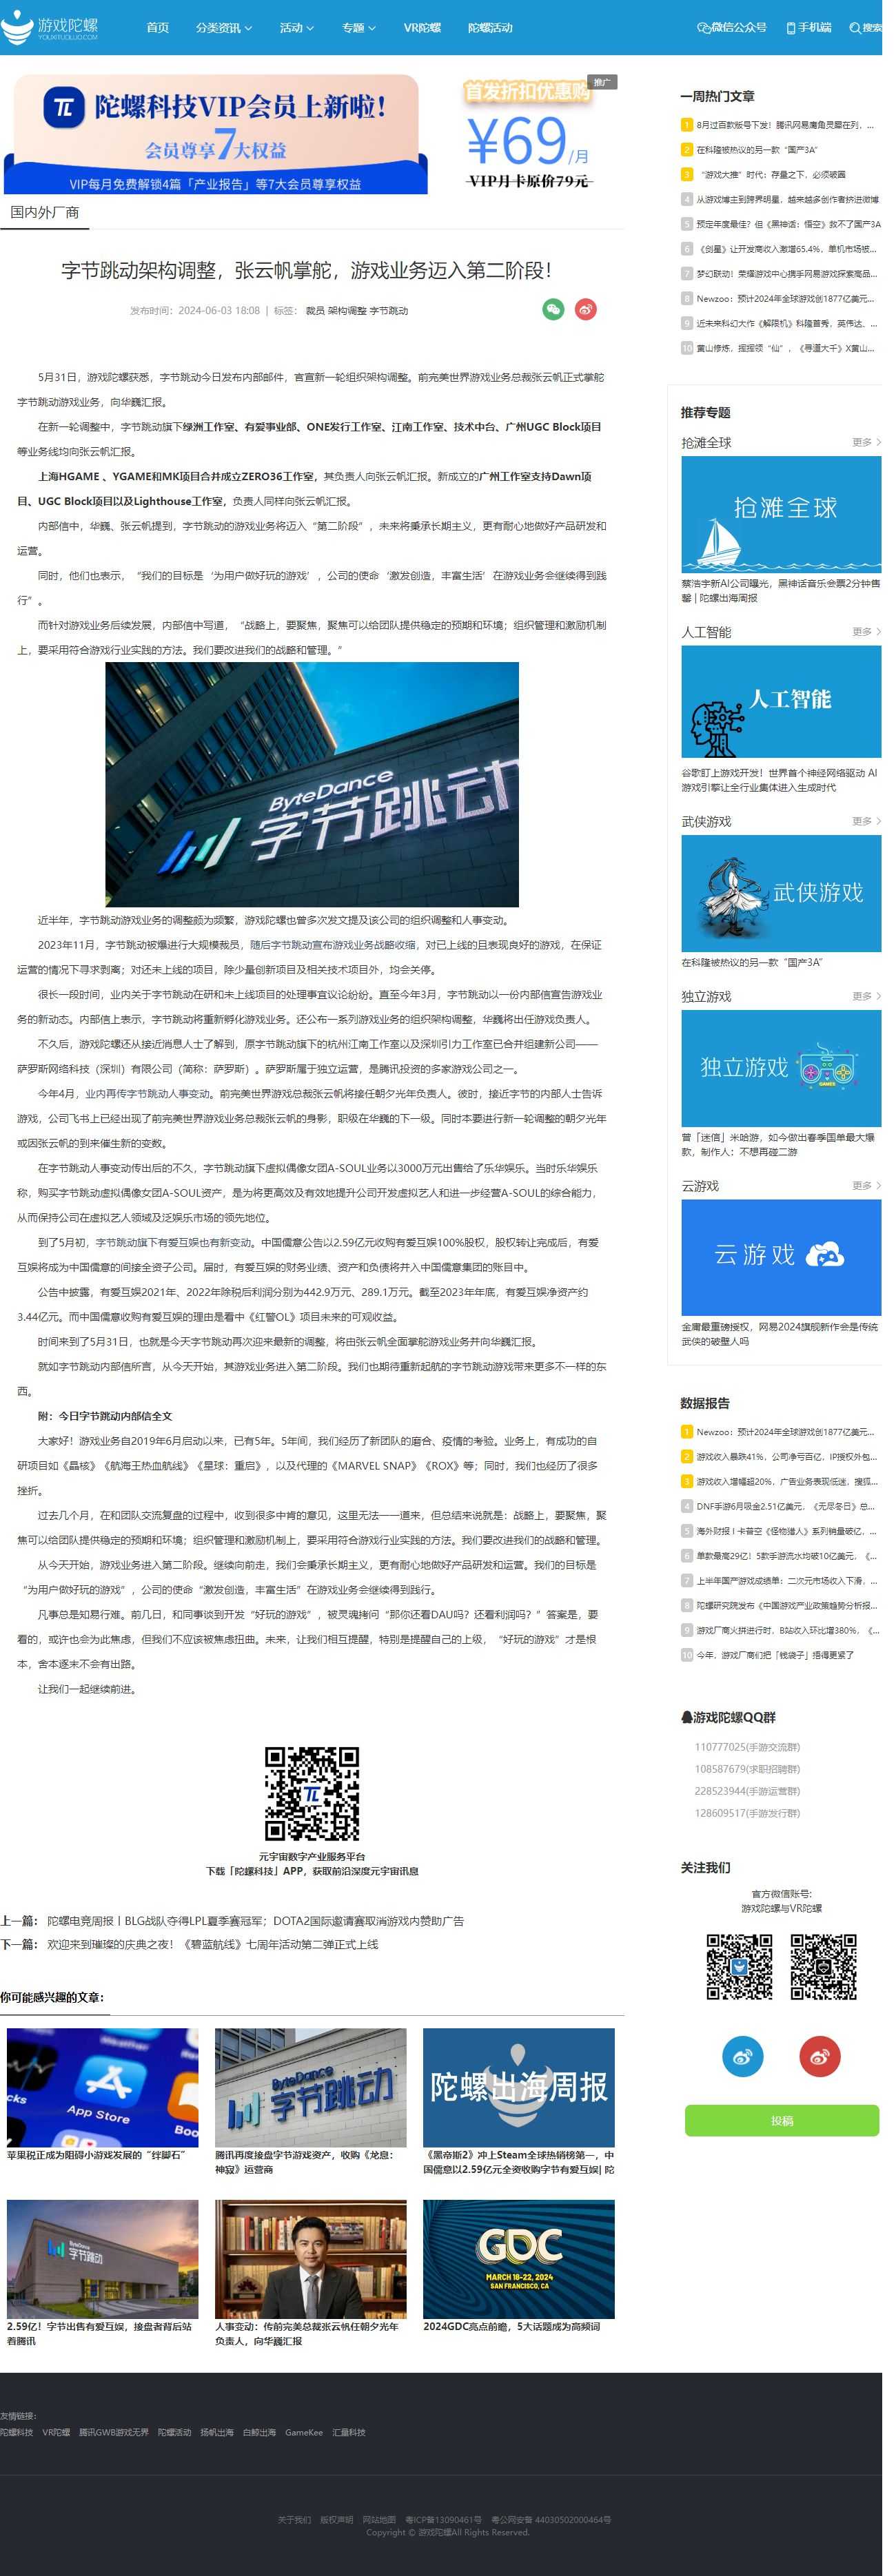 游戏陀螺
YOUXITUOLUO.COM
首页 分类资讯 活动 专题 VR陀螺 陀螺活动
微信公众号 手机端 搜索
推广
陀螺科技VIP会员上新啦！
会员尊享7大权益
VIP每月免费解锁4篇「产业报告」等7大会员尊享权益
首发折扣优惠购
¥69/月
VIP月卡原价79元
国内外厂商
字节跳动架构调整，张云帆掌舵，游戏业务迈入第二阶段！
发布时间：2024-06-03 18:08 | 标签： 裁员 架构调整 字节跳动
5月31日，游戏陀螺获悉，字节跳动今日发布内部邮件，官宣新一轮组织架构调整。前完美世界游戏业务总裁张云帆正式掌舵
字节跳动游戏业务，向华巍汇报。
在新一轮调整中，字节跳动旗下绿洲工作室、有爱事业部、ONE发行工作室、江南工作室、技术中台、广州UGC Block项目
等业务线均向张云帆汇报。
上海HGAME 、YGAME和MK项目合并成立ZERO36工作室，其负责人向张云帆汇报。新成立的广州工作室支持Dawn项
目、UGC Block项目以及Lighthouse工作室，负责人同样向张云帆汇报。
内部信中，华巍、张云帆提到，字节跳动的游戏业务将迈入“第二阶段”，未来将秉承长期主义，更有耐心地做好产品研发和
运营。
同时，他们也表示，“我们的目标是‘为用户做好玩的游戏’，公司的使命‘激发创造，丰富生活’在游戏业务会继续得到践
行”。
而针对游戏业务后续发展，内部信中写道，“战略上，要聚焦，聚焦可以给团队提供稳定的预期和环境；组织管理和激励机制
上，要采用符合游戏行业实践的方法。我们要改进我们的战略和管理。”
ByteDance
字节跳动
近半年，字节跳动游戏业务的调整颇为频繁，游戏陀螺也曾多次发文提及该公司的组织调整和人事变动。
2023年11月，字节跳动被爆进行大规模裁员，随后字节跳动宣布游戏业务战略收缩，对已上线的且表现良好的游戏，在保证
运营的情况下寻求剥离；对还未上线的项目，除少量创新项目及相关技术项目外，均会关停。
很长一段时间，业内关于字节跳动在研和未上线项目的处理事宜议论纷纷。直至今年3月，字节跳动以一份内部信宣告游戏业
务的新动态。内部信上表示，字节跳动将重新孵化游戏业务。还公布一系列游戏业务的组织架构调整，华巍将出任游戏负责人。
不久后，游戏陀螺还从接近消息人士了解到，原字节跳动旗下的杭州江南工作室以及深圳引力工作室已合并组建新公司——
萨罗斯网络科技（深圳）有限公司（简称：萨罗斯）。萨罗斯属于独立运营，是腾讯投资的多家游戏公司之一。
今年4月，业内再传字节跳动人事变动。前完美世界游戏总裁张云帆将接任朝夕光年负责人。彼时，接近字节的内部人士告诉
游戏，公司飞书上已经出现了前完美世界游戏业务总裁张云帆的身影，职级在华巍的下一级。同时本要进行新一轮调整的朝夕光年
或因张云帆的到来催生新的变数。
在字节跳动人事变动传出后的不久，字节跳动旗下虚拟偶像女团A-SOUL业务以3000万元出售给了乐华娱乐。当时乐华娱乐
称，购买字节跳动虚拟偶像女团A-SOUL资产，是为将更高效及有效地提升公司开发虚拟艺人和进一步经营A-SOUL的综合能力，
从而保持公司在虚拟艺人领域及泛娱乐市场的领先地位。
到了5月初，字节跳动旗下有爱互娱也有新变动。中国儒意公告以2.59亿元收购有爱互娱100%股权，股权转让完成后，有爱
互娱将成为中国儒意的间接全资子公司。届时，有爱互娱的财务业绩、资产和负债将并入中国儒意集团的账目中。
公告中披露，有爱互娱2021年、2022年除税后利润分别为442.9万元、289.1万元。截至2023年年底，有爱互娱净资产约
3.44亿元。而中国儒意收购有爱互娱的理由是看中《红警OL》项目未来的可观收益。
时间来到了5月31日，也就是今天字节跳动再次迎来最新的调整，将由张云帆全面掌舵游戏业务并向华巍汇报。
就如字节跳动内部信所言，从今天开始，其游戏业务进入第二阶段。我们也期待重新起航的字节跳动游戏带来更多不一样的东
西。
附：今日字节跳动内部信全文
大家好！游戏业务自2019年6月启动以来，已有5年。5年间，我们经历了新团队的磨合、疫情的考验。业务上，有成功的自
研项目如《晶核》《航海王热血航线》《星球：重启》，以及代理的《MARVEL SNAP》《ROX》等；同时，我们也经历了很多
挫折。
过去几个月，在和团队交流复盘的过程中，收到很多中肯的意见，这里无法一一道来，但总结来说就是：战略上，要聚焦，聚
焦可以给团队提供稳定的预期和环境；组织管理和激励机制上，要采用符合游戏行业实践的方法。我们要改进我们的战略和管理。
从今天开始，游戏业务进入第二阶段。继续向前走，我们会秉承长期主义，更有耐心地做好产品研发和运营。我们的目标是
“为用户做好玩的游戏”，公司的使命“激发创造，丰富生活”在游戏业务会继续得到践行。
凡事总是知易行难。前几日，和同事谈到开发“好玩的游戏”，被灵魂拷问“那你还看DAU吗？还看利润吗？”答案是，要
看的，或许也会为此焦虑，但我们不应该被焦虑扭曲。未来，让我们相互提醒，特别是提醒自己的上级，“好玩的游戏”才是根
本，舍本逐末不会有出路。
让我们一起继续前进。
元宇宙数字产业服务平台
下载「陀螺科技」APP，获取前沿深度元宇宙讯息
上一篇： 陀螺电竞周报丨BLG战队夺得LPL夏季赛冠军；DOTA2国际邀请赛取消游戏内赞助广告
下一篇： 欢迎来到璀璨的庆典之夜！《碧蓝航线》七周年活动第二弹正式上线
你可能感兴趣的文章：
App Store
苹果税正成为阻碍小游戏发展的“绊脚石”
ByteDance
字节跳动
腾讯再度接盘字节游戏资产，收购《龙息：
神寂》运营商
陀螺出海周报
《黑帝斯2》冲上Steam全球热销榜第一，中
国儒意以2.59亿元全资收购字节有爱互娱| 陀
ByteDance
字节跳动
2.59亿！字节出售有爱互娱，接盘者背后站
着腾讯
人事变动：传前完美总裁张云帆任朝夕光年
负责人，向华巍汇报
GDC
MARCH 18-22, 2024
SAN FRANCISCO, CA
2024GDC亮点前瞻，5大话题成为高频词
一周热门文章
1 8月过百款版号下发！腾讯网易鹰角灵犀在列，...
2 在科隆被热议的另一款“国产3A”
3 “游戏大推”时代：存量之下，必须破圈
4 从游戏博主到跨界明星，越来越多创作者挤进微博
5 预定年度最佳？但《黑神话：悟空》救不了国产3A
6 《剑星》让开发商收入激增65.4%，单机市场被...
7 梦幻联动！荣耀游戏中心携手网易游戏探索高品...
8 Newzoo：预计2024年全球游戏创1877亿美元...
9 近未来科幻大作《解限机》科隆首秀，英伟达、...
10 黄山修炼，摇摇领“仙”，《寻道大千》X黄山...
推荐专题
抢滩全球 更多
抢滩全球
蔡浩宇新AI公司曝光，黑神话音乐会票2分钟售
罄 | 陀螺出海周报
人工智能 更多
人工智能
谷歌盯上游戏开发！世界首个神经网络驱动 AI
游戏引擎让全行业集体进入生成时代
武侠游戏 更多
武侠游戏
在科隆被热议的另一款“国产3A”
独立游戏 更多
独立游戏
GAMES
曾「迷信」米哈游，如今做出春季国单最大爆
款，制作人：不想再碰二游
云游戏 更多
云游戏
金庸最重磅授权，网易2024旗舰新作会是传统
武侠的破壁人吗
数据报告
1 Newzoo：预计2024年全球游戏创1877亿美元...
2 游戏收入暴跌41%，公司净亏百亿，IP授权外包...
3 游戏收入增幅超20%，广告业务表现低迷，搜狐...
4 DNF手游6月吸金2.51亿美元，《无尽冬日》总...
5 海外财报丨卡普空《怪物猎人》系列销量破亿，...
6 单款最高29亿！5款手游流水均破10亿美元，《...
7 上半年国产游戏成绩单：二次元市场收入下滑，...
8 陀螺研究院发布《中国游戏产业政策趋势分析报...
9 游戏厂商火拼进行时，B站收入环比增380%，《...
10 今年，游戏厂商们把「钱袋子」捂得更紧了
游戏陀螺QQ群
110777025(手游交流群)
108587679(求职招聘群)
228523944(手游运营群)
128609517(手游发行群)
关注我们
官方微信账号:
游戏陀螺与VR陀螺
投稿
友情链接：
陀螺科技 VR陀螺 腾讯GWB游戏无界 陀螺活动 扬帆出海 白鲸出海 GameKee 汇量科技
关于我们 版权声明 网站地图 粤ICP备13090461号 粤公网安备 44030502000464号
Copyright © 游戏陀螺All Rights Reserved.